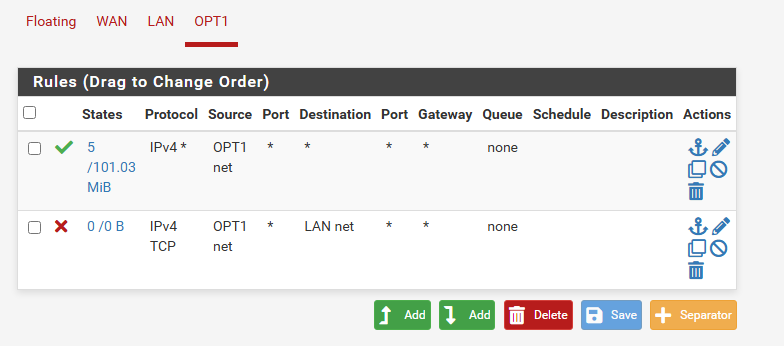 Floating WAN LAN OPT1
Rules (Drag to Change Order)
States Protocol Source Port Destination Port Gateway Queue Schedule Description Actions
5 IPv4 * OPT1 * * * * none
/101.03 net
MiB
0 /0 B IPv4 OPT1 * LAN net * * none
TCP net
Add Add Delete Save Separator